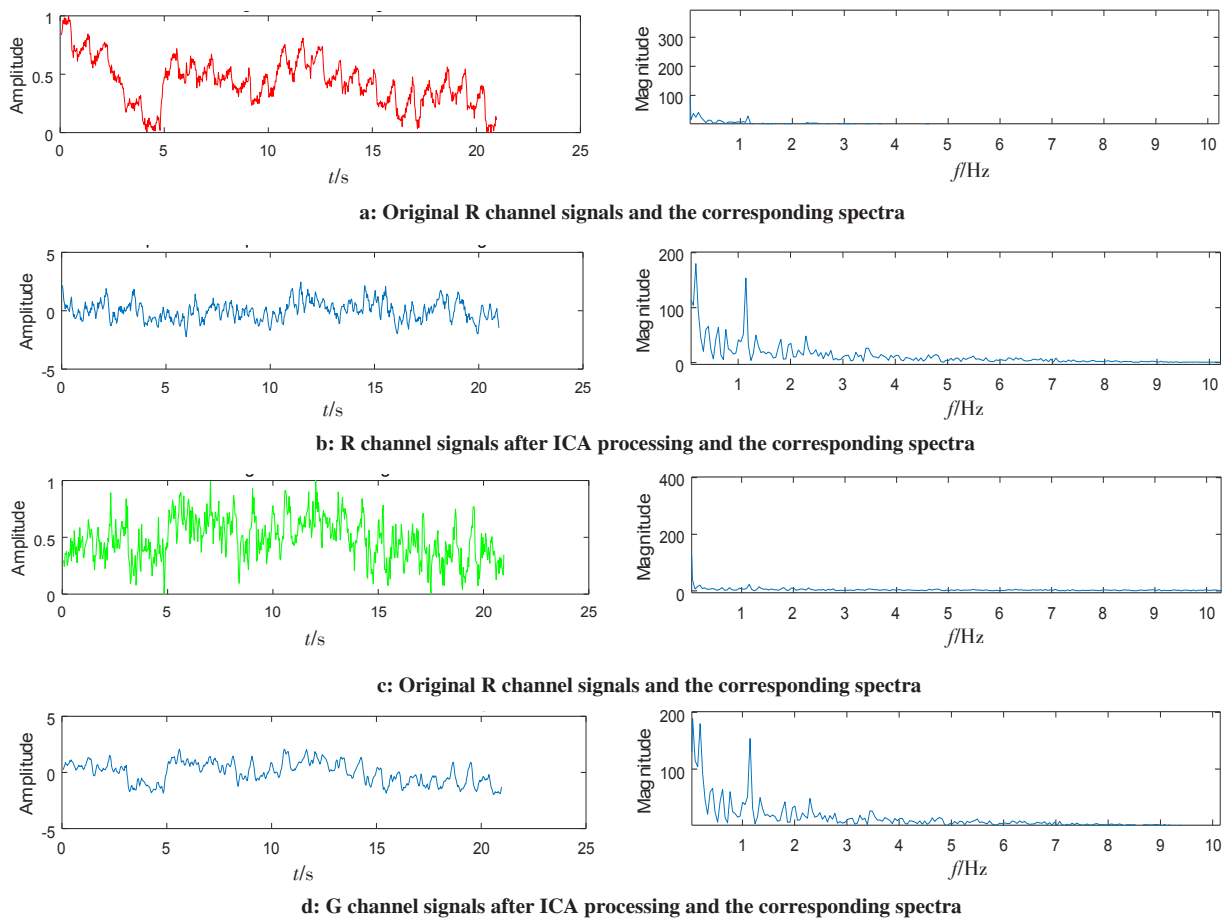 Amplitude
1
0.5
0
0 5 10 15 20 25
t/s
Magnitude
300
200
100
1 2 3 4 5 6 7 8 9 10
f/Hz
a: Original R channel signals and the corresponding spectra
Amplitude
5
0
-5
0 5 10 15 20 25
t/s
Magnitude
200
100
0
1 2 3 4 5 6 7 8 9 10
f/Hz
b: R channel signals after ICA processing and the corresponding spectra
Amplitude
1
0.5
0
0 5 10 15 20 25
t/s
Magnitude
400
200
0
1 2 3 4 5 6 7 8 9 10
f/Hz
c: Original R channel signals and the corresponding spectra
Amplitude
5
0
-5
0 5 10 15 20 25
t/s
Magnitude
200
100
1 2 3 4 5 6 7 8 9 10
f/Hz
d: G channel signals after ICA processing and the corresponding spectra